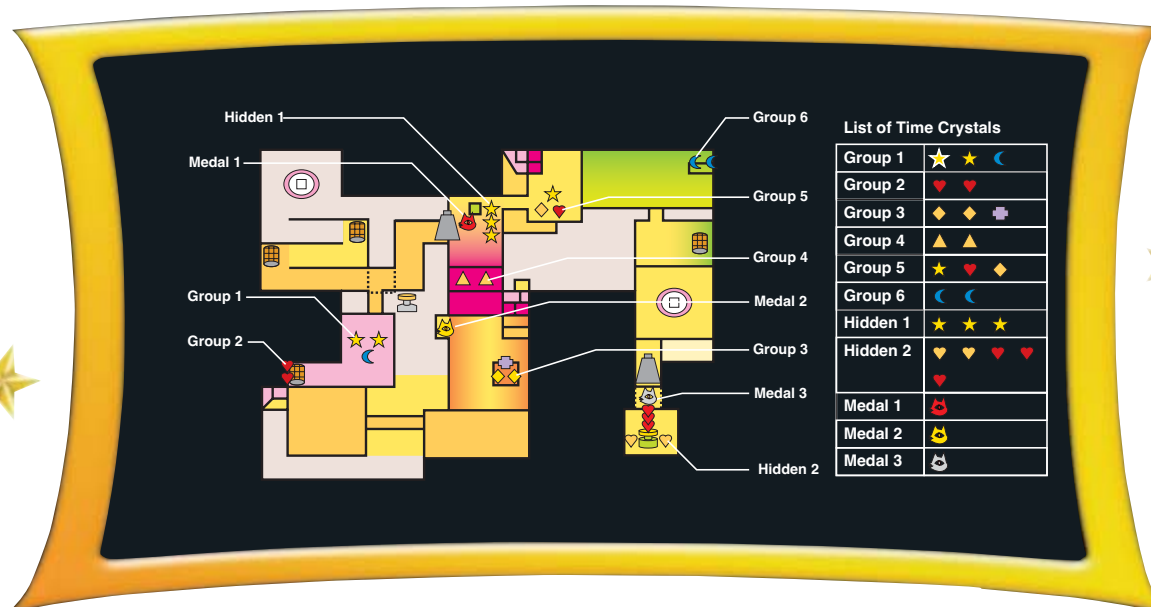 Hidden 1
Medal 1
Group 1
Group 2
Group 6
Group 5
Group 4
Medal 2
Group 3
Medal 3
Hidden 2
List of Time Crystals
Group 1
Group 2
Group 3
Group 4
Group 5
Group 6
Hidden 1
Hidden 2
Medal 1
Medal 2
Medal 3